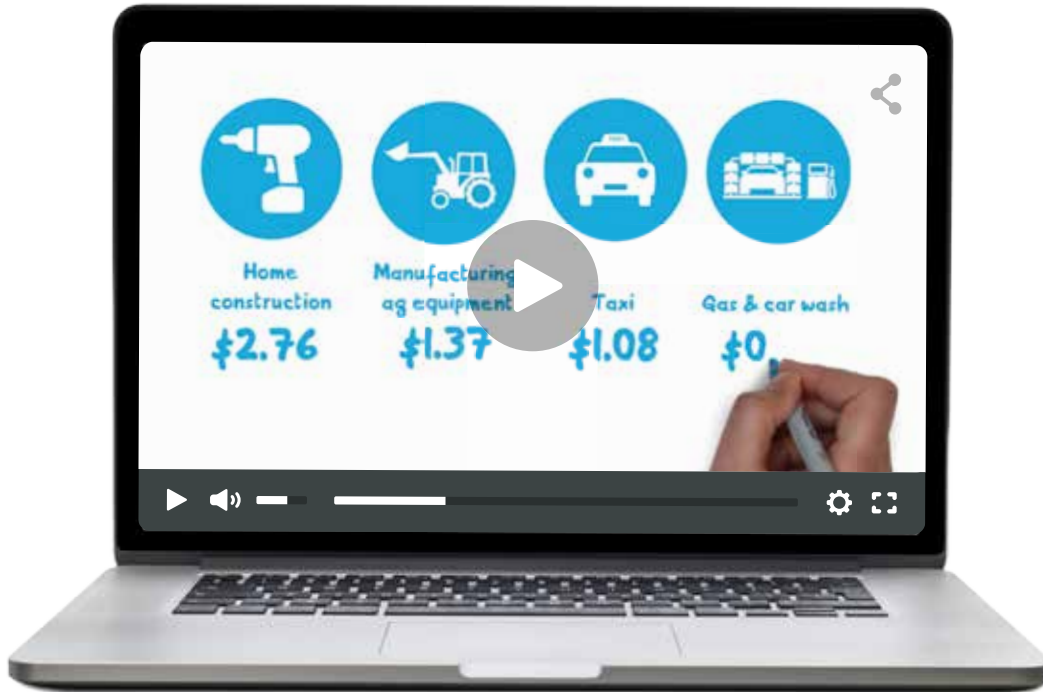 Home
construction
$2.76
Manufacturing
ag equipment
$1.37
Taxi
$1.08
Gas & car wash
$0.